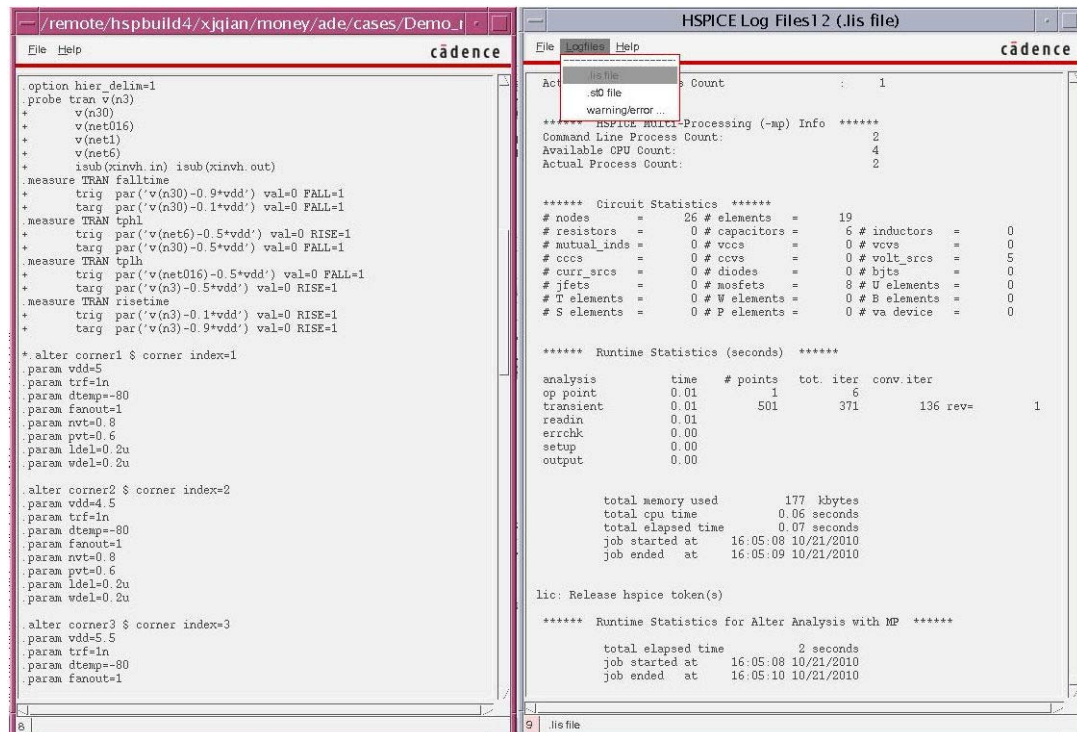 /remote/hspbuild4/xjqian/money/ade/cases/Demo_r
File Help
cādence
.option hier_delim=1
.probe tran v(n3)
+ v(n30)
+ v(net016)
+ v(net1)
+ v(net6)
+ isub(xinvh.in) isub(xinvh.out)
.measure TRAN falltime
+ trig par('v(n30)-0.9*vdd') val=0 FALL=1
+ targ par('v(n30)-0.1*vdd') val=0 FALL=1
.measure TRAN tphl
+ trig par('v(net6)-0.5*vdd') val=0 RISE=1
+ targ par('v(n30)-0.5*vdd') val=0 FALL=1
.measure TRAN tplh
+ trig par('v(net016)-0.5*vdd') val=0 FALL=1
+ targ par('v(n3)-0.5*vdd') val=0 RISE=1
.measure TRAN risetime
+ trig par('v(n3)-0.1*vdd') val=0 RISE=1
+ targ par('v(n3)-0.9*vdd') val=0 RISE=1
*.alter corner1 $ corner index=1
.param vdd=5
.param trf=1n
.param dtemp=-80
.param fanout=1
.param nvt=0.8
.param pvt=0.6
.param ldel=0.2u
.param wdel=0.2u
.alter corner2 $ corner index=2
.param vdd=4.5
.param trf=1n
.param dtemp=-80
.param fanout=1
.param nvt=0.8
.param pvt=0.6
.param ldel=0.2u
.param wdel=0.2u
.alter corner3 $ corner index=3
.param vdd=5.5
.param trf=1n
.param dtemp=-80
.param fanout=1
8
HSPICE Log Files12 (.lis file)
File Logfiles Help
cādence
.lis file
.st0 file
warning/error ...
Act s Count : 1
****** HSPICE Multi-Processing (-mp) Info ******
Command Line Process Count: 2
Available CPU Count: 4
Actual Process Count: 2
****** Circuit Statistics ******
# nodes = 26 # elements = 19
# resistors = 0 # capacitors = 6 # inductors = 0
# mutual_inds = 0 # vccs = 0 # vcvs = 0
# cccs = 0 # ccvs = 0 # volt_srcs = 5
# curr_srcs = 0 # diodes = 0 # bjts = 0
# jfets = 0 # mosfets = 8 # U elements = 0
# T elements = 0 # W elements = 0 # B elements = 0
# S elements = 0 # P elements = 0 # va device = 0
****** Runtime Statistics (seconds) ******
analysis time # points tot. iter conv.iter
op point 0.01 1 6
transient 0.01 501 371 136 rev= 1
readin 0.01
errchk 0.00
setup 0.00
output 0.00
total memory used 177 kbytes
total cpu time 0.06 seconds
total elapsed time 0.07 seconds
job started at 16:05:08 10/21/2010
job ended at 16:05:09 10/21/2010
lic: Release hspice token(s)
****** Runtime Statistics for Alter Analysis with MP ******
total elapsed time 2 seconds
job started at 16:05:08 10/21/2010
job ended at 16:05:10 10/21/2010
9 .lis file